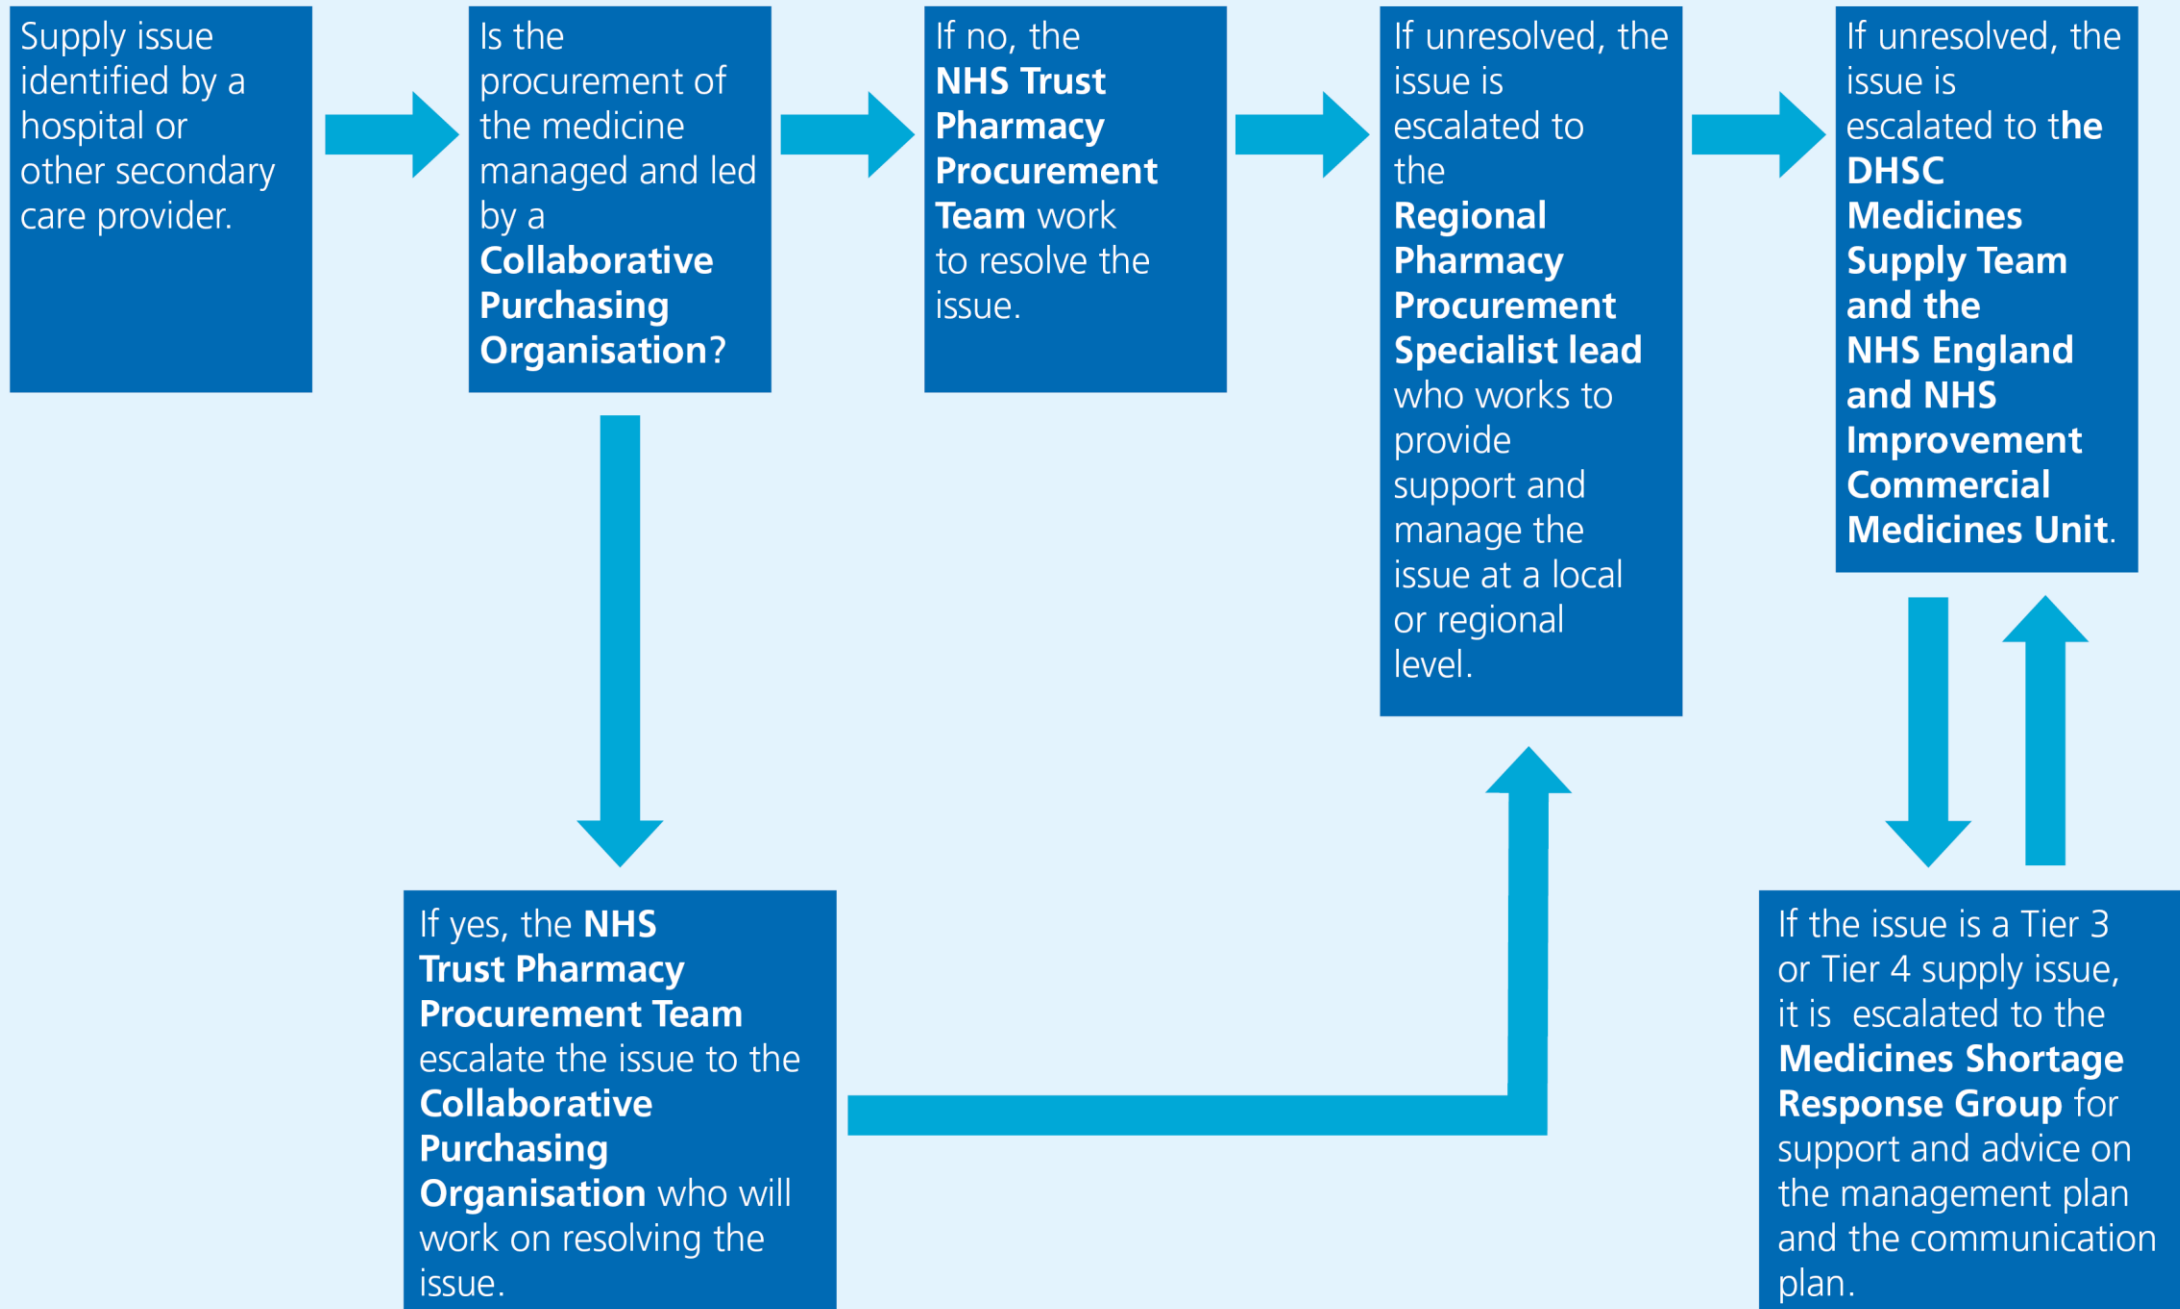 Supply issue
identified by a
hospital or
other secondary
care provider.
Is the
procurement of
the medicine
managed and led
by a
Collaborative
Purchasing
Organisation?
If no, the
NHS Trust
Pharmacy
Procurement
Team work
to resolve the
issue.
If unresolved, the
issue is
escalated to
the
Regional
Pharmacy
Procurement
Specialist lead
who works to
provide
support and
manage the
issue at a local
or regional
level.
If unresolved, the
issue is
escalated to the
DHSC
Medicines
Supply Team
and the
NHS England
and NHS
Improvement
Commercial
Medicines Unit.
If yes, the NHS
Trust Pharmacy
Procurement Team
escalate the issue to the
Collaborative
Purchasing
Organisation who will
work on resolving the
issue.
If the issue is a Tier 3
or Tier 4 supply issue,
it is  escalated to the
Medicines Shortage
Response Group for
support and advice on
the management plan
and the communication
plan.